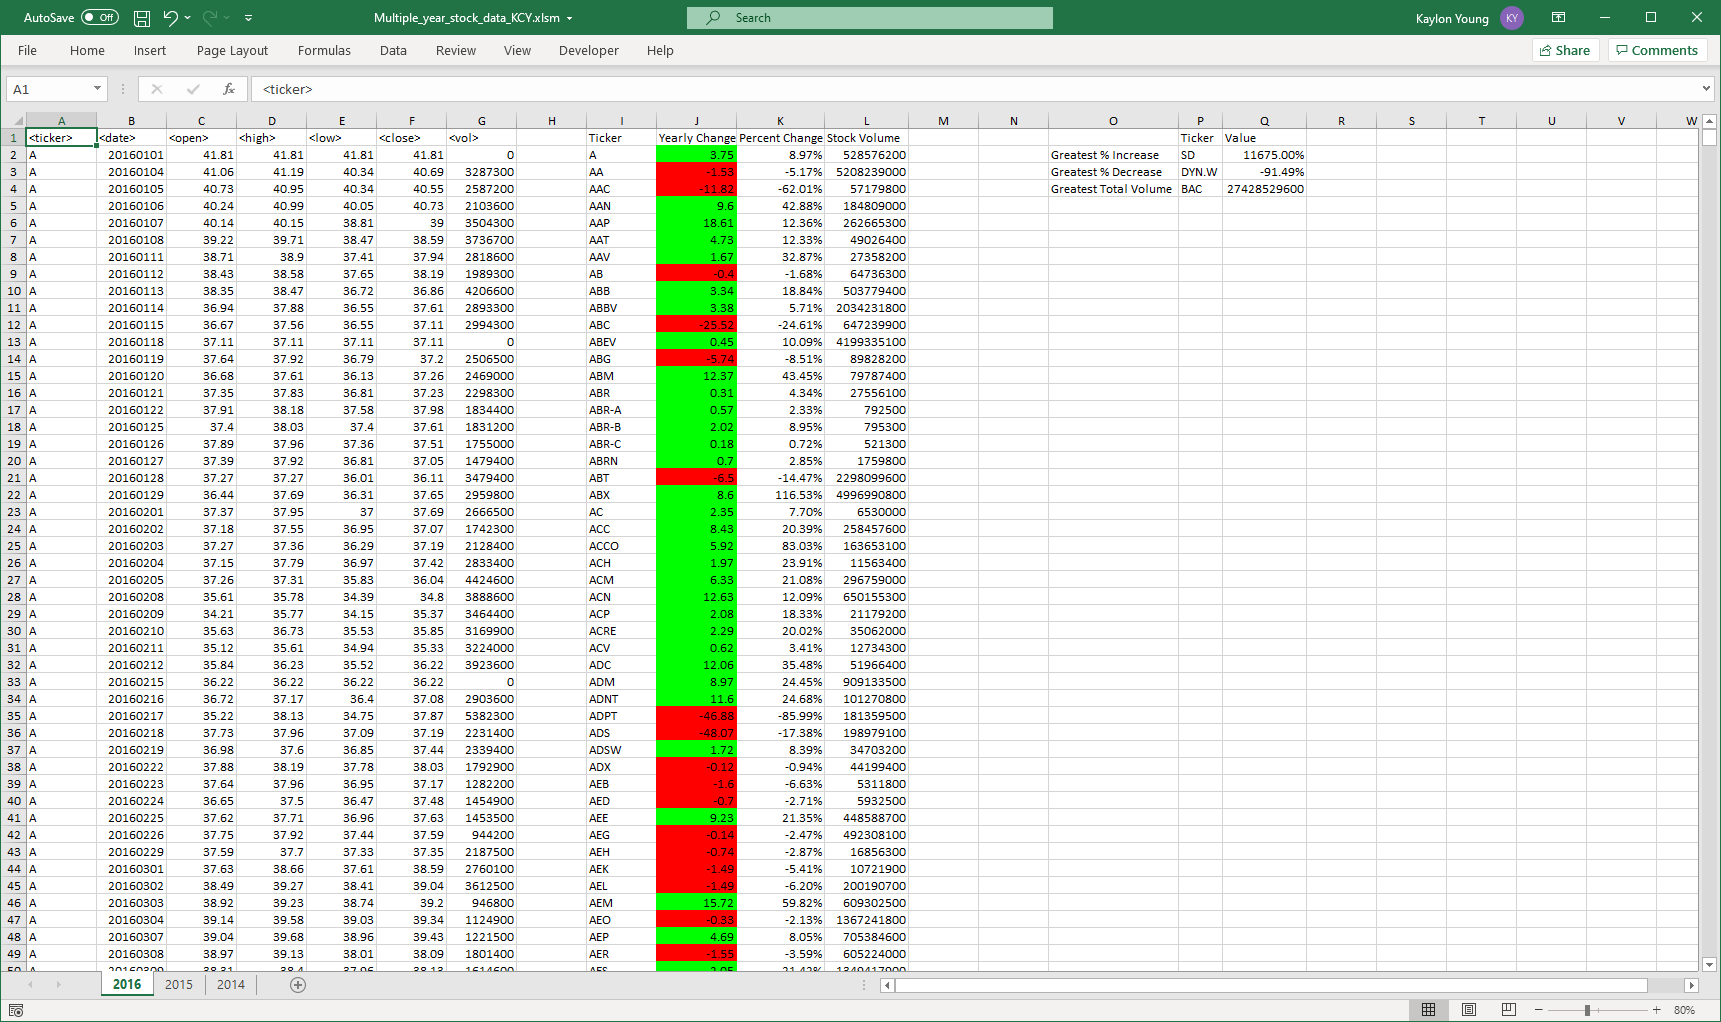 AutoSave Off Multiple_year_stock_data_KCY.xlsm Search Kaylon Young KY
File Home Insert Page Layout Formulas Data Review View Developer Help Share Comments
A1 fx <ticker>
A B C D E F G H I J K L M N O P Q R S T U V W
1 <ticker> <date> <open> <high> <low> <close> <vol> Ticker Yearly Change Percent Change Stock Volume Ticker Value
2 A 20160101 41.81 41.81 41.81 41.81 0 A 3.75 8.97% 528576200 Greatest % Increase SD 11675.00%
3 A 20160104 41.06 41.19 40.34 40.69 3287300 AA -1.53 -5.17% 5208239000 Greatest % Decrease DYN.W -91.49%
4 A 20160105 40.73 40.95 40.34 40.55 2587200 AAC -11.82 -62.01% 57179800 Greatest Total Volume BAC 27428529600
5 A 20160106 40.24 40.99 40.05 40.73 2103600 AAN 9.6 42.88% 184809000
6 A 20160107 40.14 40.15 38.81 39 3504300 AAP 18.61 12.36% 262665300
7 A 20160108 39.22 39.71 38.47 38.59 3736700 AAT 4.73 12.33% 49026400
8 A 20160111 38.71 38.9 37.41 37.94 2818600 AAV 1.67 32.87% 27358200
9 A 20160112 38.43 38.58 37.65 38.19 1989300 AB -0.4 -1.68% 64736300
10 A 20160113 38.35 38.47 36.72 36.86 4206600 ABB 3.34 18.84% 503779400
11 A 20160114 36.94 37.88 36.55 37.61 2893300 ABBV 3.38 5.71% 2034231800
12 A 20160115 36.67 37.56 36.55 37.11 2994300 ABC -25.52 -24.61% 647239900
13 A 20160118 37.11 37.11 37.11 37.11 0 ABEV 0.45 10.09% 4199335100
14 A 20160119 37.64 37.92 36.79 37.2 2506500 ABG -5.74 -8.51% 89828200
15 A 20160120 36.68 37.61 36.13 37.26 2469000 ABM 12.37 43.45% 79787400
16 A 20160121 37.35 37.83 36.81 37.23 2298300 ABR 0.31 4.34% 27556100
17 A 20160122 37.91 38.18 37.58 37.98 1834400 ABR-A 0.57 2.33% 792500
18 A 20160125 37.4 38.03 37.4 37.61 1831200 ABR-B 2.02 8.95% 795300
19 A 20160126 37.89 37.96 37.36 37.51 1755000 ABR-C 0.18 0.72% 521300
20 A 20160127 37.39 37.92 36.81 37.05 1479400 ABRN 0.7 2.85% 1759800
21 A 20160128 37.27 37.27 36.01 36.11 3479400 ABT -6.5 -14.47% 2298099600
22 A 20160129 36.44 37.69 36.31 37.65 2959800 ABX 8.6 116.53% 4996990800
23 A 20160201 37.37 37.95 37 37.69 2666500 AC 2.35 7.70% 6530000
24 A 20160202 37.18 37.55 36.95 37.07 1742300 ACC 8.43 20.39% 258457600
25 A 20160203 37.27 37.36 36.29 37.19 2128400 ACCO 5.92 83.03% 163653100
26 A 20160204 37.15 37.79 36.97 37.42 2833400 ACH 1.97 23.91% 11563400
27 A 20160205 37.26 37.31 35.83 36.04 4424600 ACM 6.33 21.08% 296759000
28 A 20160208 35.61 35.78 34.39 34.8 3888600 ACN 12.63 12.09% 650155300
29 A 20160209 34.21 35.77 34.15 35.37 3464400 ACP 2.08 18.33% 21179200
30 A 20160210 35.63 36.73 35.53 35.85 3169900 ACRE 2.29 20.02% 35062000
31 A 20160211 35.12 35.61 34.94 35.33 3224000 ACV 0.62 3.41% 12734300
32 A 20160212 35.84 36.23 35.52 36.22 3923600 ADC 12.06 35.48% 51966400
33 A 20160215 36.22 36.22 36.22 36.22 0 ADM 8.97 24.45% 909133500
34 A 20160216 36.72 37.17 36.4 37.08 2903600 ADNT 11.6 24.68% 101270800
35 A 20160217 35.22 38.13 34.75 37.87 5382300 ADPT -46.88 -85.99% 181359500
36 A 20160218 37.73 37.96 37.09 37.19 2231400 ADS -48.07 -17.38% 198979100
37 A 20160219 36.98 37.6 36.85 37.44 2339400 ADSW 1.72 8.39% 34703200
38 A 20160222 37.88 38.19 37.78 38.03 1792900 ADX -0.12 -0.94% 44199400
39 A 20160223 37.64 37.96 36.95 37.17 1282200 AEB -1.6 -6.63% 5311800
40 A 20160224 36.65 37.5 36.47 37.48 1454900 AED -0.7 -2.71% 5932500
41 A 20160225 37.62 37.71 36.96 37.63 1453500 AEE 9.23 21.35% 448588700
42 A 20160226 37.75 37.92 37.44 37.59 944200 AEG -0.14 -2.47% 492308100
43 A 20160229 37.59 37.7 37.33 37.35 2187500 AEH -0.74 -2.87% 16856300
44 A 20160301 37.63 38.66 37.61 38.59 2760100 AEK -1.49 -5.41% 10721900
45 A 20160302 38.49 39.27 38.41 39.04 3612500 AEL -1.49 -6.20% 200190700
46 A 20160303 38.92 39.23 38.74 39.2 946800 AEM 15.72 59.82% 609302500
47 A 20160304 39.14 39.58 39.03 39.34 1124900 AEO -0.33 -2.13% 1367241800
48 A 20160307 39.04 39.68 38.96 39.43 1221500 AEP 4.69 8.05% 705384600
49 A 20160308 38.97 39.13 38.01 38.09 1801400 AER -1.55 -3.59% 605224000
2016 2015 2014
80%